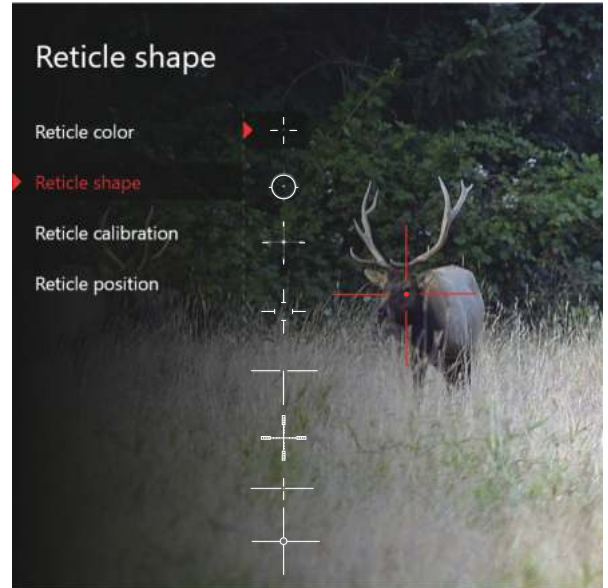 Reticle shape
Reticle color
Reticle shape
Reticle calibration
Reticle position